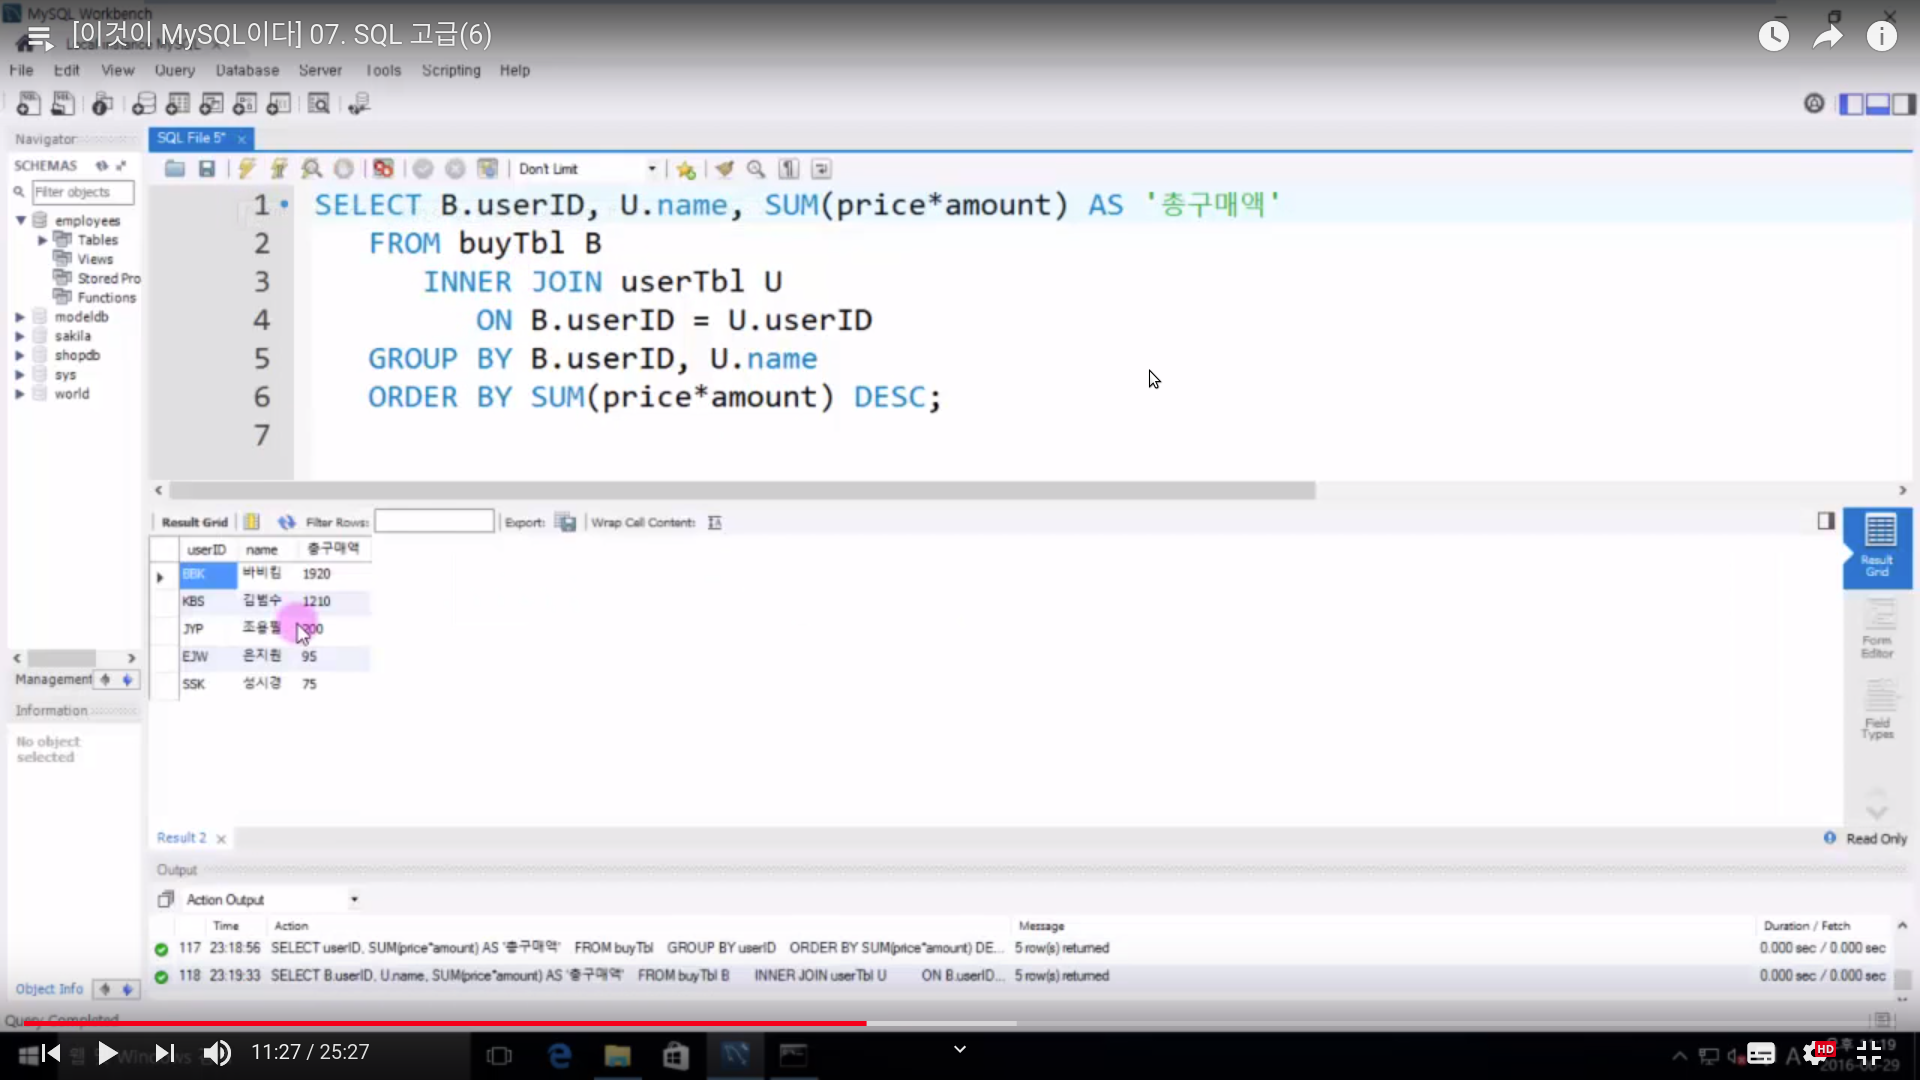 MySQL Workbench
[이것이 MySQL이다] 07. SQL 고급(6)
File Edit View Query Database Server Tools Scripting Help
Navigator
SQL File 5*
SCHEMAS
Don't Limit
Filter objects
employees
Tables
Views
Stored Pro
Functions
modeldb
sakila
shopdb
sys
world
1 SELECT B.userID, U.name, SUM(price*amount) AS '총구매액'
2 FROM buyTbl B
3 INNER JOIN userTbl U
4 ON B.userID = U.userID
5 GROUP BY B.userID, U.name
6 ORDER BY SUM(price*amount) DESC;
7
Result Grid Filter Rows: Export: Wrap Cell Content:
userID name 총구매액
BBK 바비킴 1920
KBS 김범수 1210
JYP 조용필
EJW 은지원 95
SSK 성시경 75
Result Grid
Form Editor
Field Types
Management
Information
No object selected
Result 2
Read Only
Output
Action Output
Time Action Message Duration / Fetch
117 23:18:56 SELECT userID, SUM(price*amount) AS '총구매액' FROM buyTbl GROUP BY userID ORDER BY SUM(price*amount) DE... 5 row(s) returned 0.000 sec / 0.000 sec
118 23:19:33 SELECT B.userID, U.name, SUM(price*amount) AS '총구매액' FROM buyTbl B INNER JOIN userTbl U ON B.userID... 5 row(s) returned 0.000 sec / 0.000 sec
Object Info
Query Completed
11:27 / 25:27
HD